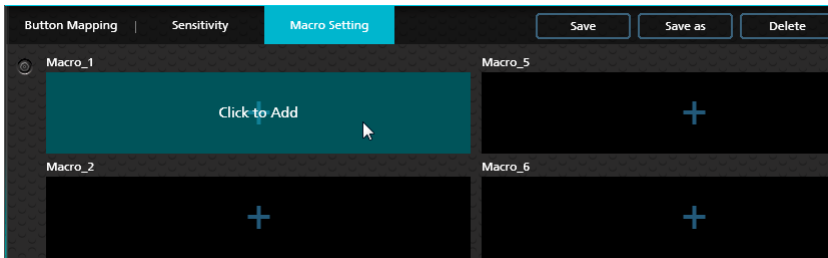 Button Mapping | Sensitivity Macro Setting Save Save as Delete
Macro_1 Macro_5
Click to Add
Macro_2 Macro_6